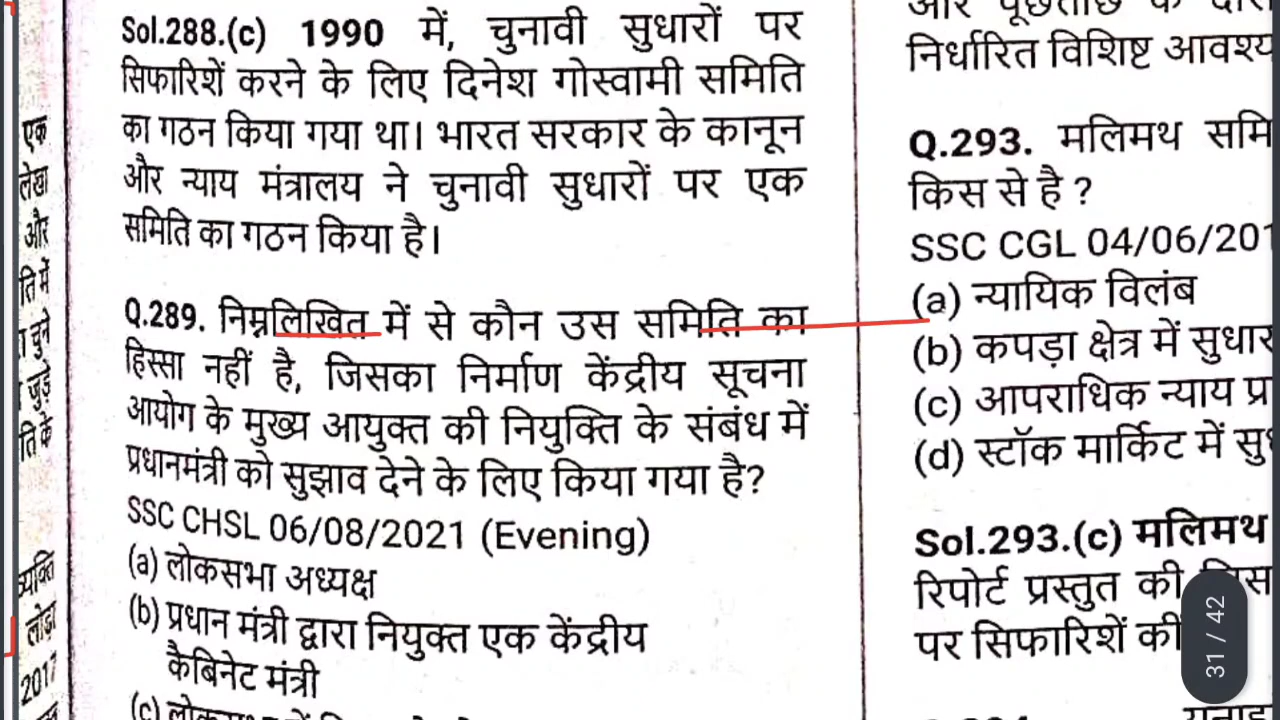 एक
लेखा
और
चुने
जुड़े
लोढ़ा
2017
Sol.288.(c) 1990 में, चुनावी सुधारों पर
सिफारिशें करने के लिए दिनेश गोस्वामी समिति
का गठन किया गया था। भारत सरकार के कानून
और न्याय मंत्रालय ने चुनावी सुधारों पर एक
समिति का गठन किया है।
Q.289. निम्नलिखित में से कौन उस समिति का
हिस्सा नहीं है, जिसका निर्माण केंद्रीय सूचना
आयोग के मुख्य आयुक्त की नियुक्ति के संबंध में
प्रधानमंत्री को सुझाव देने के लिए किया गया है?
SSC CHSL 06/08/2021 (Evening)
(a) लोकसभा अध्यक्ष
(b) प्रधान मंत्री द्वारा नियुक्त एक केंद्रीय
कैबिनेट मंत्री
(c)
और पूछताछ के
निर्धारित विशिष्ट आवश्य
Q.293. मलिमथ समि
किस से है ?
SSC CGL 04/06/201
(a) न्यायिक विलंब
(b) कपड़ा क्षेत्र में सुधार
(c) आपराधिक न्याय प्र
(d) स्टॉक मार्किट में सु
Sol.293.(c) मलिमथ
रिपोर्ट प्रस्तुत की
पर सिफारिशें की
31 / 42